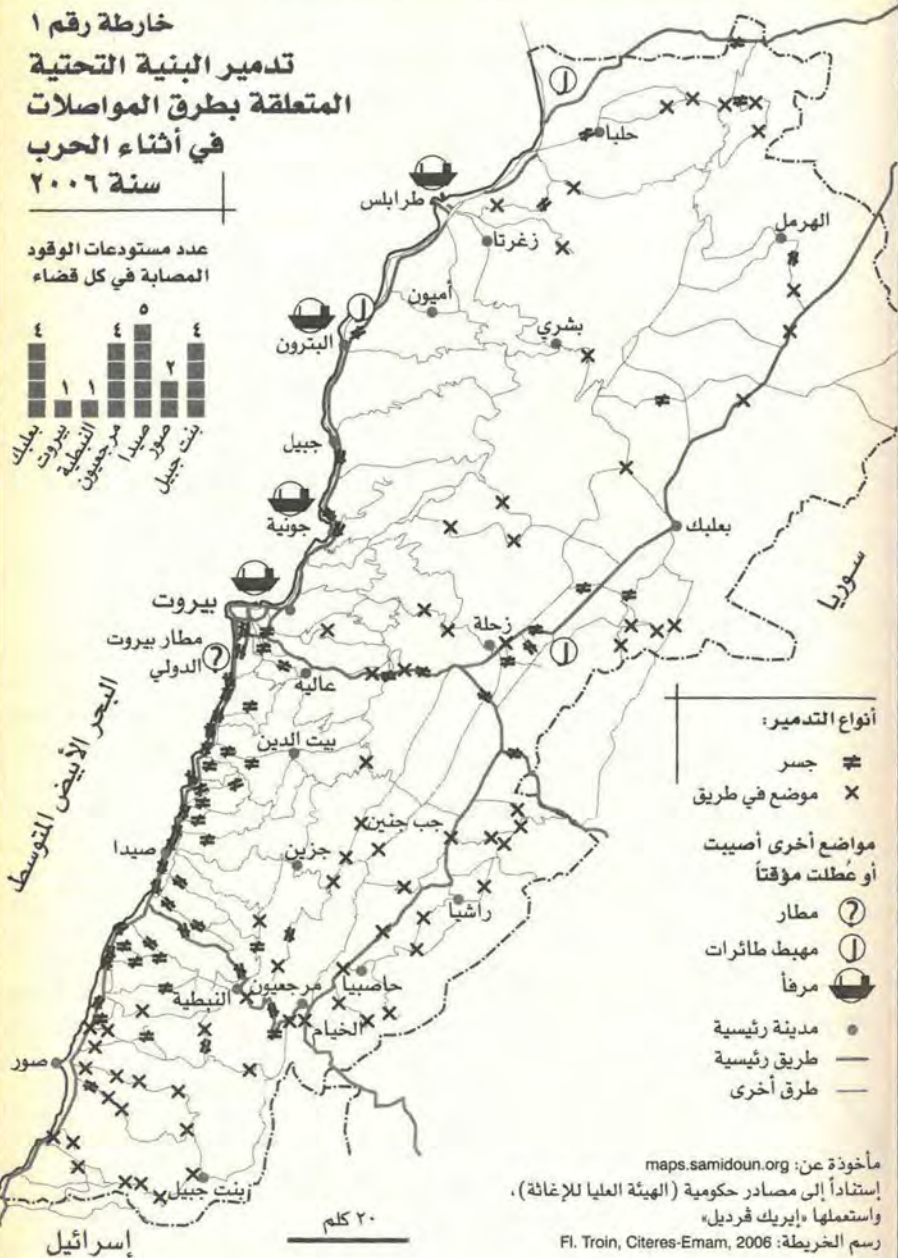 خارطة رقم ١
تدمير البنية التحتية
المتعلقة بطرق المواصلات
في أثناء الحرب
سنة ٢٠٠٦
عدد مستودعات الوقود
المصابة في كل قضاء
٤
١
١
٤
٥
٢
٤
بعلبك
بيروت
النبطية
مرجعيون
صيدا
صور
بنت جبيل
حلبا
طرابلس
زغرتا
الهرمل
أميون
بشري
البترون
جبيل
جونية
بعلبك
سوريا
بيروت
زحلة
مطار بيروت
الدولي
عاليه
البحر الأبيض المتوسط
بيت الدين
جب جنين
صيدا
جزين
راشيا
حاصبيا
مرجعيون
النبطية
الخيام
صور
بنت جبيل
إسرائيل
٢٠ كلم
أنواع التدمير:
جسر
موضع في طريق
مواضع أخرى أصيبت
أو عُطلت مؤقتاً
مطار
مهبط طائرات
مرفأ
مدينة رئيسية
طريق رئيسية
طرق أخرى
مأخوذة عن: maps.samidoun.org
إستناداً إلى مصادر حكومية (الهيئة العليا للإغاثة)،
واستعملها «إيريك ڤرديل»
رسم الخريطة: Fl. Troin, Citeres-Emam, 2006